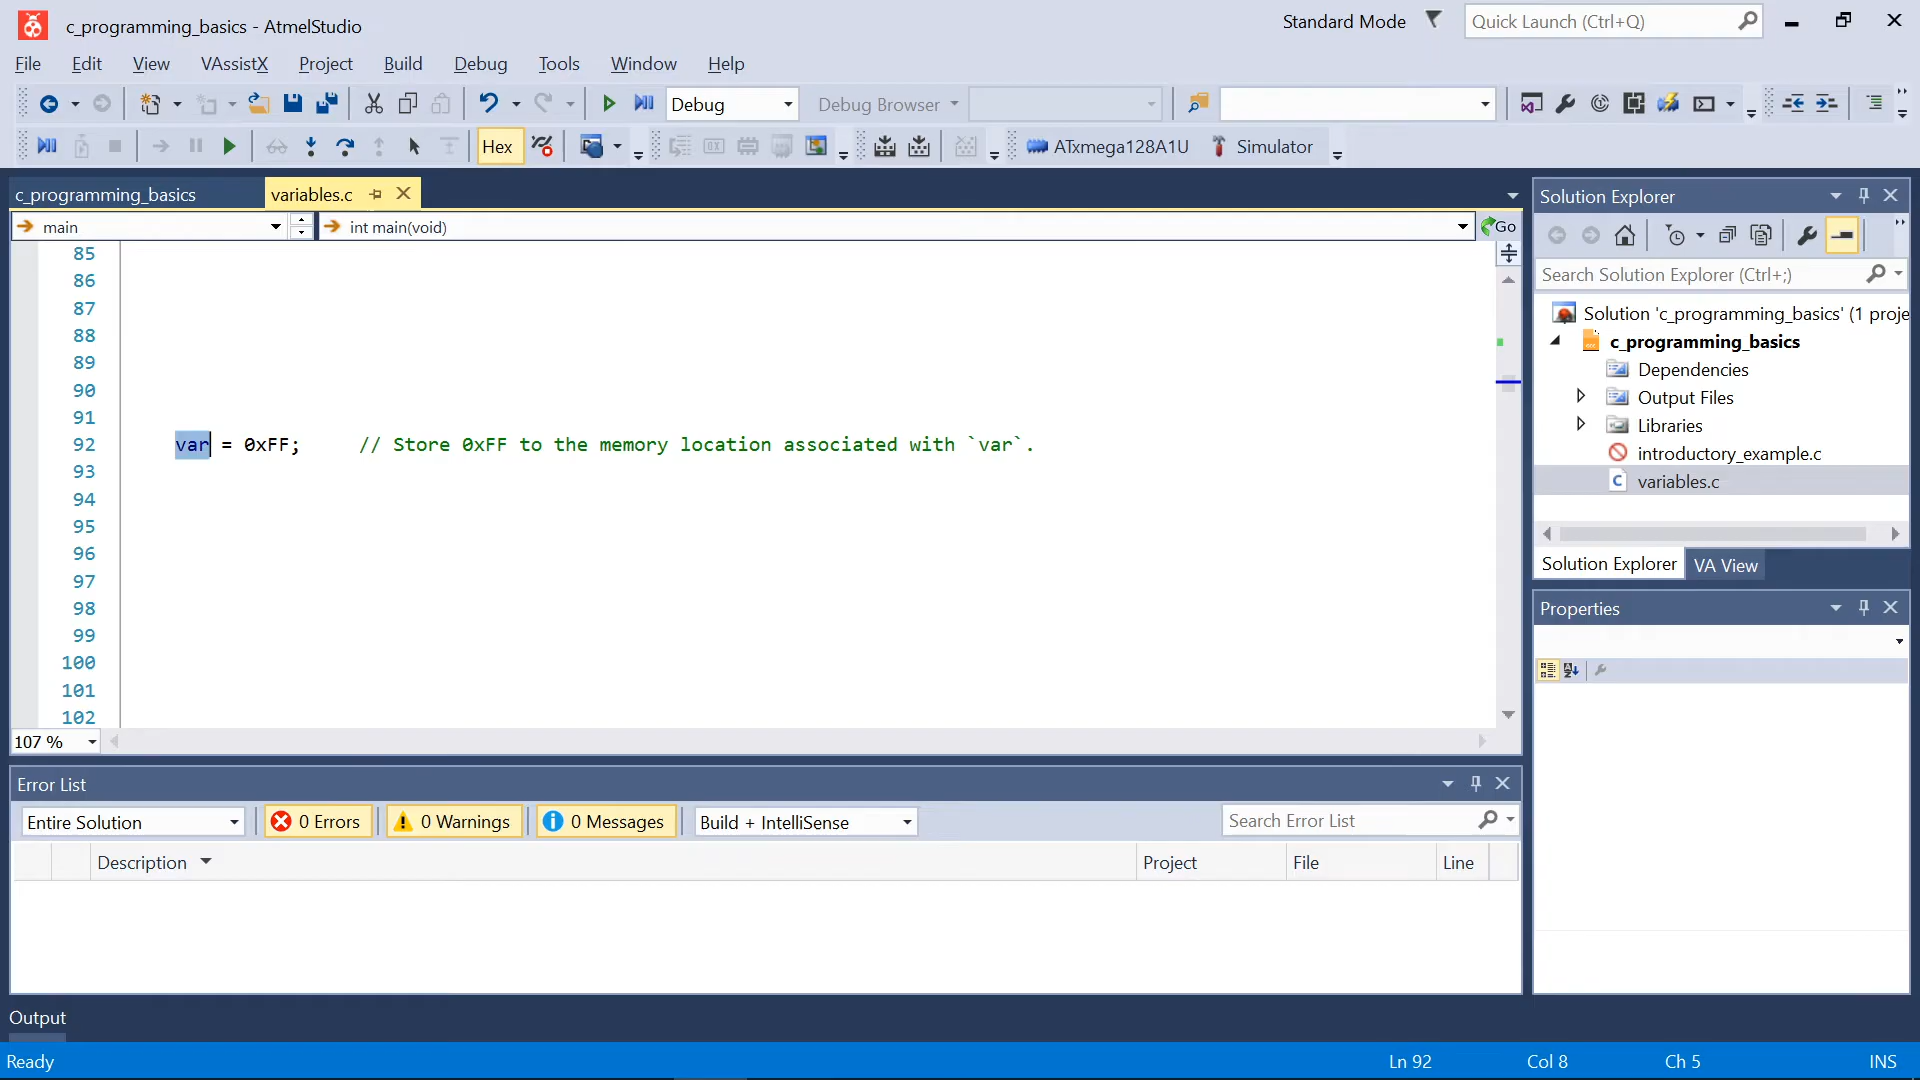 c_programming_basics - AtmelStudio
Standard Mode
Quick Launch (Ctrl+Q)
File Edit View VAssistX Project Build Debug Tools Window Help
Debug
Debug Browser
Hex
ATxmega128A1U
Simulator
c_programming_basics
variables.c
main
int main(void)
Go
85
86
87
88
89
90
91
92 var = 0xFF; // Store 0xFF to the memory location associated with `var`.
93
94
95
96
97
98
99
100
101
102
107 %
Solution Explorer
Search Solution Explorer (Ctrl+;)
Solution 'c_programming_basics' (1 proje
c_programming_basics
Dependencies
Output Files
Libraries
introductory_example.c
C variables.c
Solution Explorer
VA View
Properties
Error List
Entire Solution
0 Errors
0 Warnings
0 Messages
Build + IntelliSense
Search Error List
Description
Project
File
Line
Output
Ready
Ln 92
Col 8
Ch 5
INS